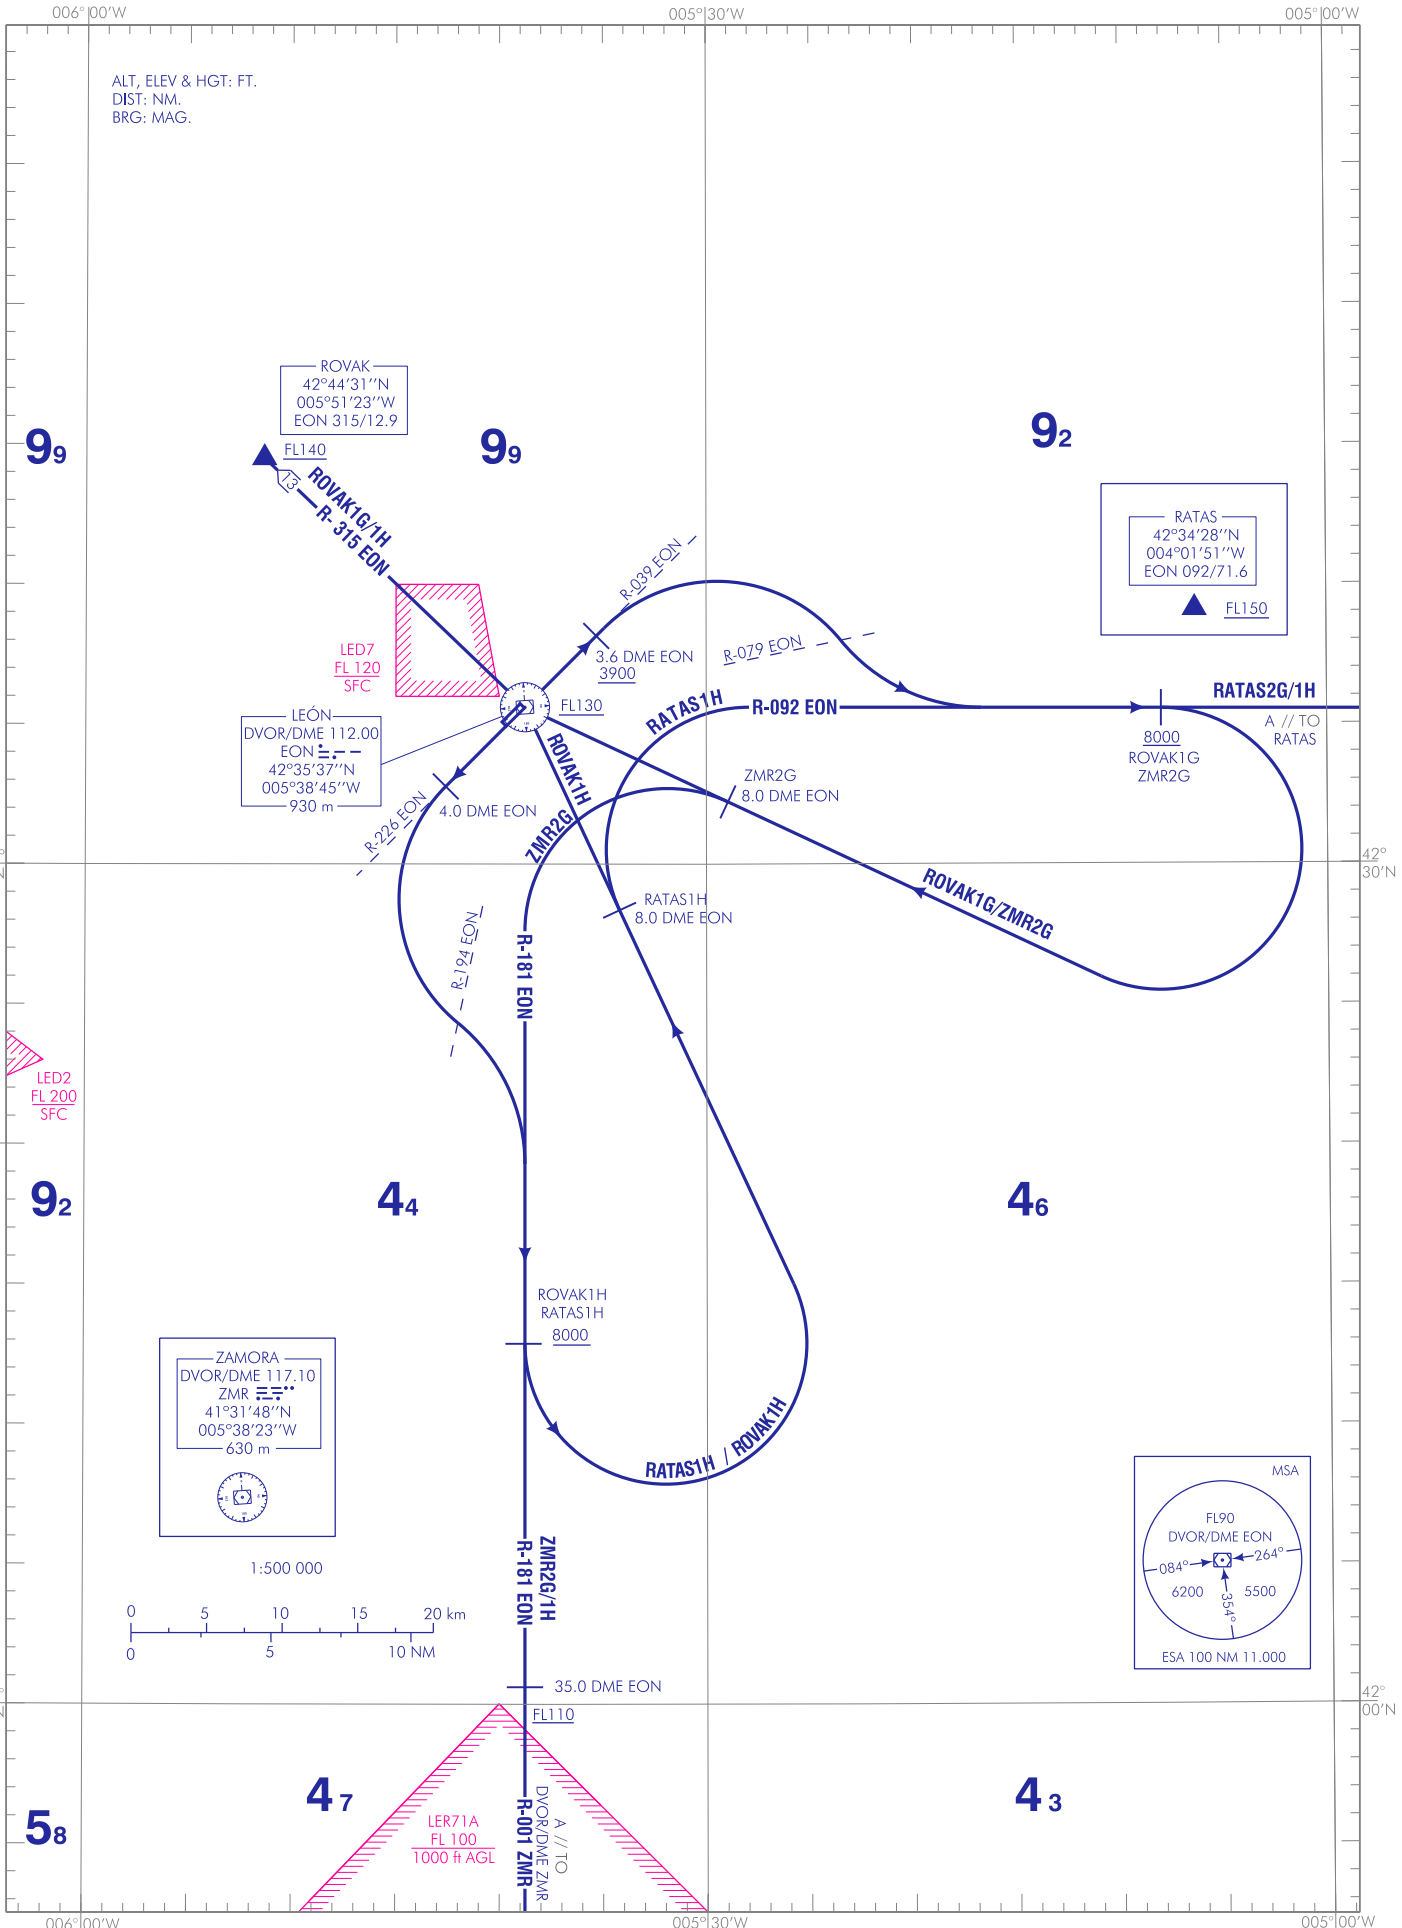 006°00'W
005°30'W
005°00'W
ALT, ELEV & HGT: FT.
DIST: NM.
BRG: MAG.
ROVAK
42°44'31''N
005°51'23''W
EON 315/12.9
FL140
13
ROVAK1G/1H
R-315 EON
99
99
92
RATAS
42°34'28''N
004°01'51''W
EON 092/71.6
FL150
R-039 EON
3.6 DME EON
3900
R-079 EON
LED7
FL 120
SFC
FL130
LEÓN
DVOR/DME 112.00
EON
42°35'37''N
005°38'45''W
930 m
RATAS1H
R-092 EON
RATAS2G/1H
A // TO
RATAS
8000
ROVAK1G
ZMR2G
ROVAK1H
ZMR2G
8.0 DME EON
4.0 DME EON
R-226 EON
ZMR2G
42°
30'N
RATAS1H
8.0 DME EON
ROVAK1G/ZMR2G
R-194 EON
R-181 EON
LED2
FL 200
SFC
92
44
46
ROVAK1H
RATAS1H
8000
ZAMORA
DVOR/DME 117.10
ZMR
41°31'48''N
005°38'23''W
630 m
RATAS1H / ROVAK1H
MSA
FL90
DVOR/DME EON
084°
264°
6200
5500
354°
ESA 100 NM 11.000
1:500 000
0
5
10
15
20 km
0
5
10 NM
ZMR2G/1H
R-181 EON
35.0 DME EON
FL110
42°
00'N
47
43
58
LER71A
FL 100
1000 ft AGL
R-001 ZMR
A // TO
DVOR/DME ZMR
006°00'W
005°30'W
005°00'W